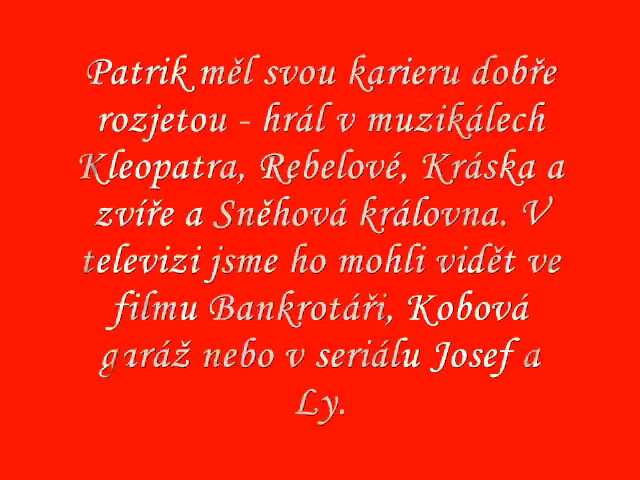 Patrik měl svou karieru dobře
rozjetou - hrál v muzikálech
Kleopatra, Rebelové, Kráska a
zvíře a Sněhová královna. V
televizi jsme ho mohli vidět ve
filmu Bankrotáři, Kobová
garáž nebo v seriálu Josef a
Ly.